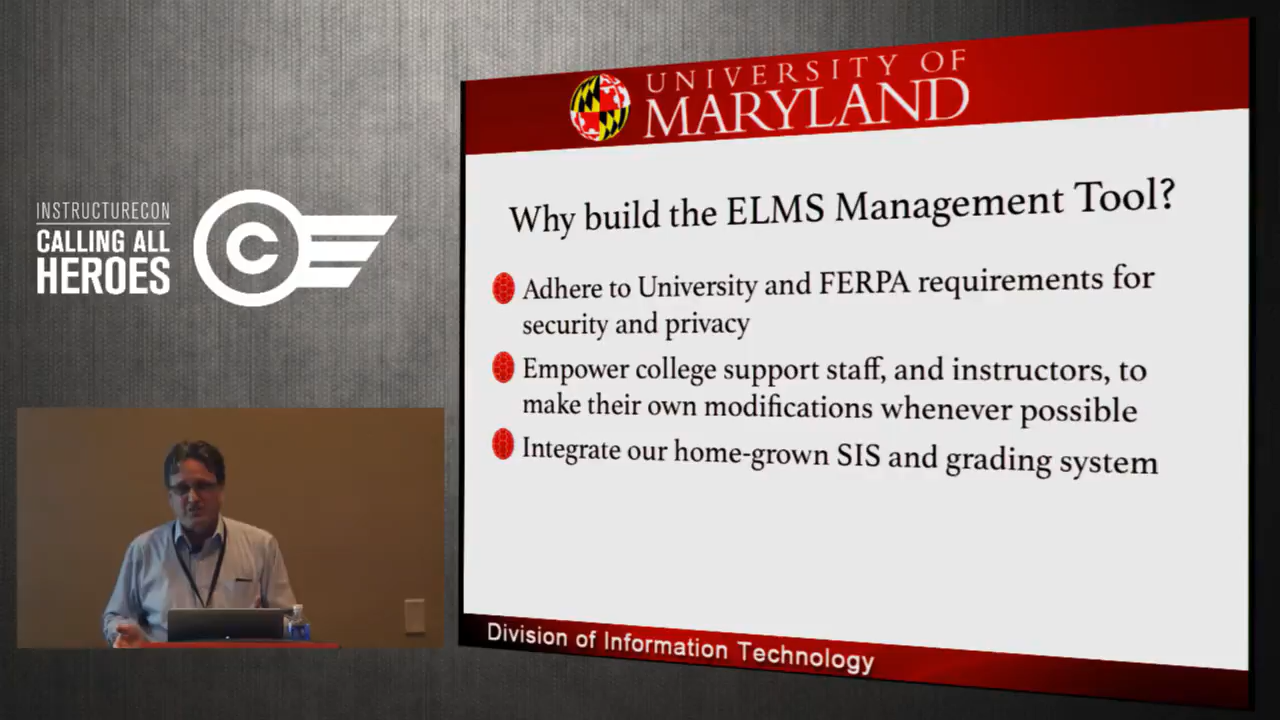 INSTRUCTURECON
CALLING ALL
HEROES
C
UNIVERSITY OF
MARYLAND
Why build the ELMS Management Tool?
Adhere to University and FERPA requirements for
security and privacy
Empower college support staff, and instructors, to
make their own modifications whenever possible
Integrate our home-grown SIS and grading system
Division of Information Technology